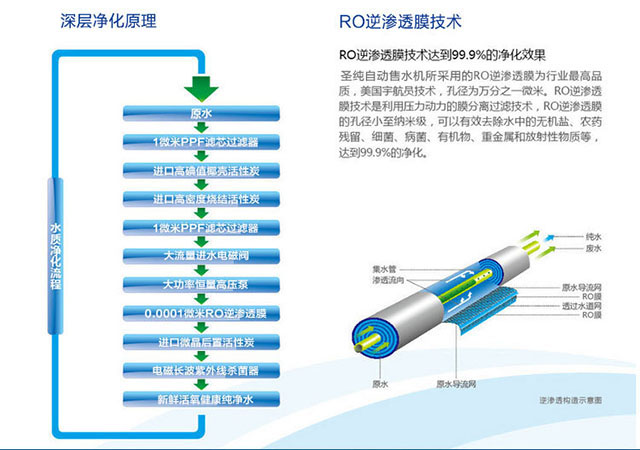 深层净化原理
原水
1微米PPF滤芯过滤器
进口高碘值椰壳活性炭
进口高密度烧结活性炭
1微米PPF滤芯过滤器
大流量进水电磁阀
大功率恒量高压泵
0.0001微米RO逆渗透膜
进口微晶后置活性炭
电磁长波紫外线杀菌器
新鲜活氧健康纯净水
水质净化流程
RO逆渗透膜技术
RO逆渗透膜技术达到99.9%的净化效果
圣纯自动售水机所采用的RO逆渗透膜为行业最高品
质，美国宇航员技术，孔径为万分之一微米。RO逆渗透
膜技术是利用压力动力的膜分离过滤技术，RO逆渗透膜
的孔径小至纳米级，可以有效去除水中的无机盐、农药
残留、细菌、病菌、有机物、重金属和放射性物质等，
达到99.9%的净化。
纯水
废水
集水管
渗透流向
原水导流网
RO膜
透过水道网
RO膜
原水
原水导流网
逆渗透构造示意图